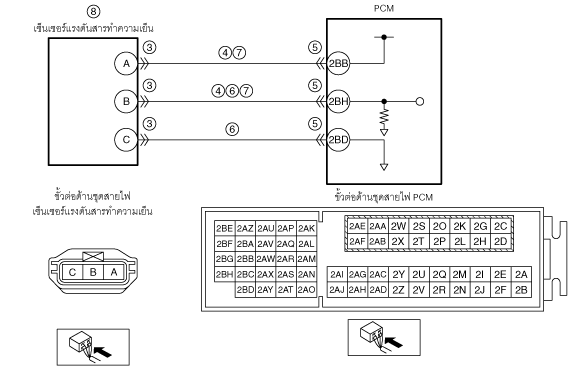 ⑧
PCM
เซ็นเซอร์แรงดันสารทำความเย็น
A ③ ④⑦ ⑤ 2BB
B ③ ④⑥⑦ ⑤ 2BH
C ③ ⑥ ⑤ 2BD
ขั้วต่อด้านชุดสายไฟ
เซ็นเซอร์แรงดันสารทำความเย็น
ขั้วต่อด้านชุดสายไฟ PCM
C B A
2BE 2AZ 2AU 2AP 2AK
2BF 2BA 2AV 2AQ 2AL
2BG 2BB 2AW 2AR 2AM
2BH 2BC 2AX 2AS 2AN
2BD 2AY 2AT 2AO
2AE 2AA 2W 2S 2O 2K 2G 2C
2AF 2AB 2X 2T 2P 2L 2H 2D
2AI 2AG 2AC 2Y 2U 2Q 2M 2I 2E 2A
2AJ 2AH 2AD 2Z 2V 2R 2N 2J 2F 2B